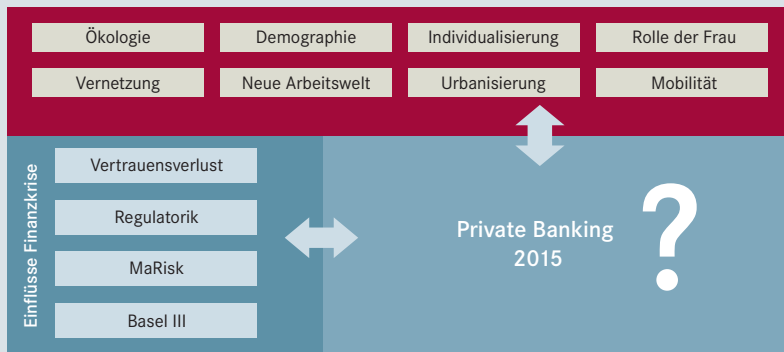 Ökologie
Demographie
Individualisierung
Rolle der Frau
Vernetzung
Neue Arbeitswelt
Urbanisierung
Mobilität
Einflüsse Finanzkrise
Vertrauensverlust
Regulatorik
MaRisk
Basel III
Private Banking
2015
?